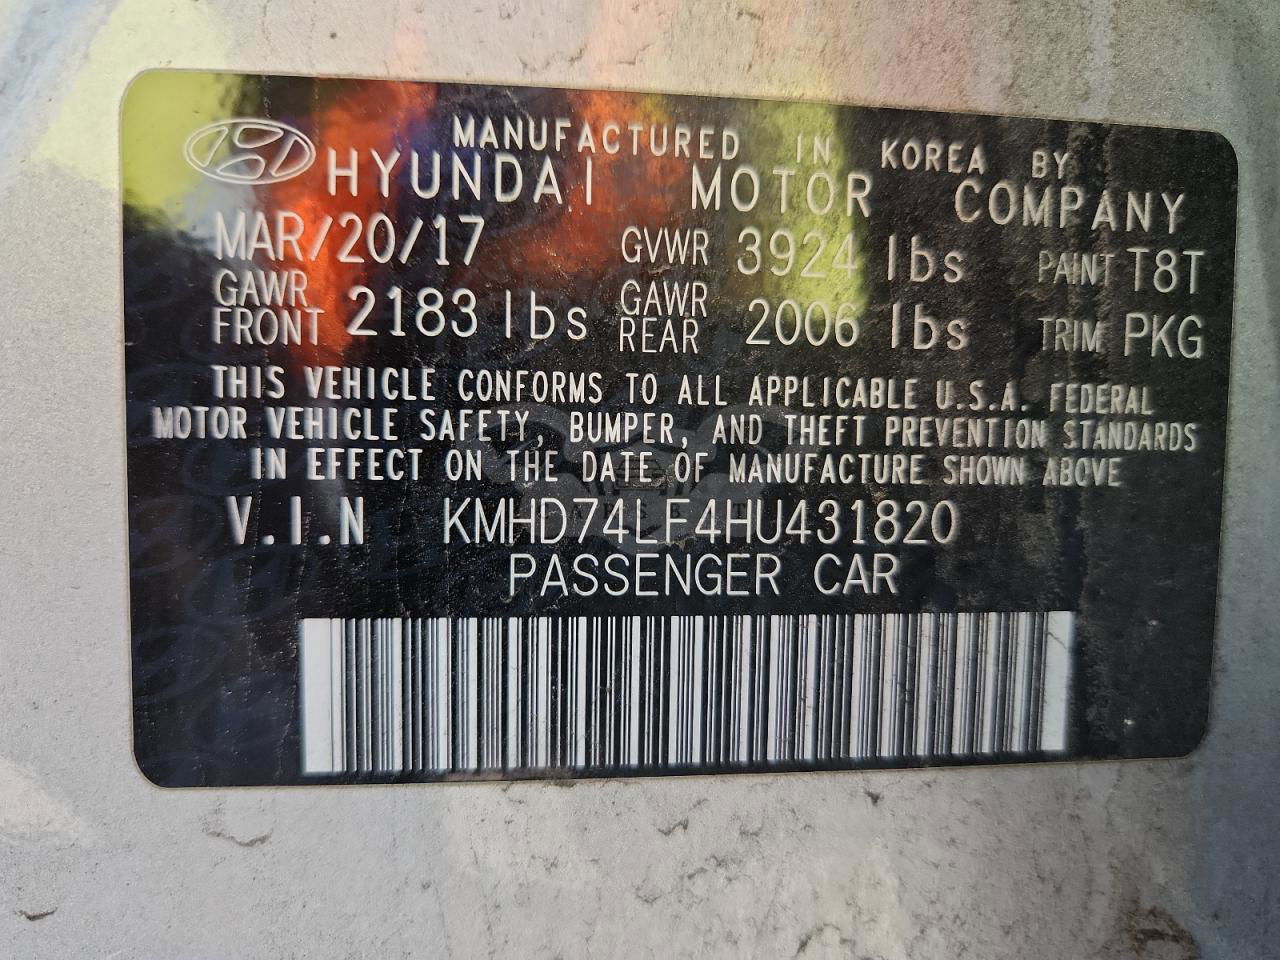 MANUFACTURED IN KOREA BY
HYUNDAI MOTOR COMPANY
MAR/20/17 GVWR 3924 lbs PAINT T8T
GAWR FRONT 2183 lbs GAWR REAR 2006 lbs TRIM PKG
THIS VEHICLE CONFORMS TO ALL APPLICABLE U.S.A. FEDERAL
MOTOR VEHICLE SAFETY, BUMPER, AND THEFT PREVENTION STANDARDS
IN EFFECT ON THE DATE OF MANUFACTURE SHOWN ABOVE
V.I.N KMHD74LF4HU431820
PASSENGER CAR